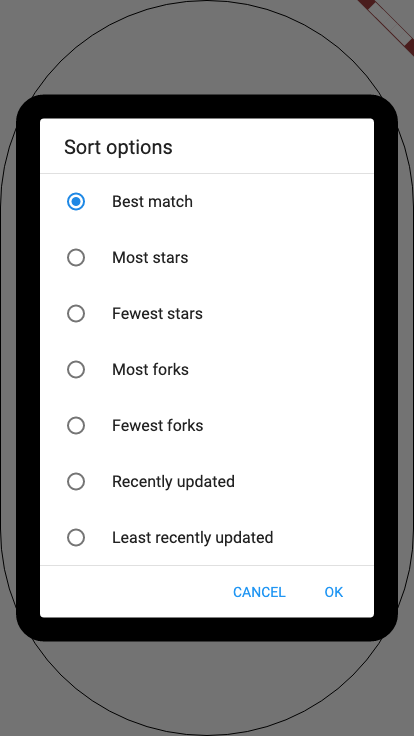 Sort options
Best match
Most stars
Fewest stars
Most forks
Fewest forks
Recently updated
Least recently updated
CANCEL OK